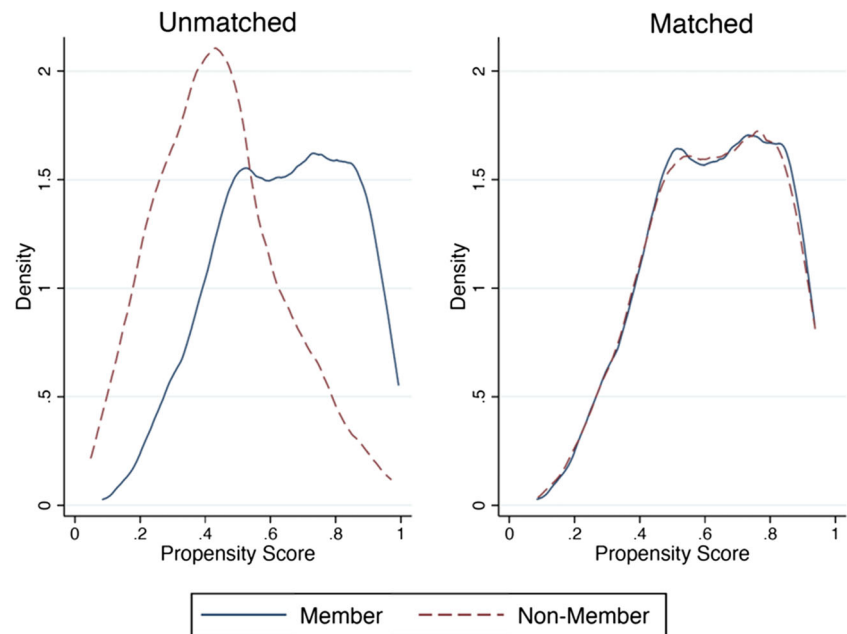 Unmatched
Matched
Density
2
1.5
1
.5
0
0
.2
.4
.6
.8
1
Propensity Score
Density
2
1.5
1
.5
0
0
.2
.4
.6
.8
1
Propensity Score
Member
Non-Member